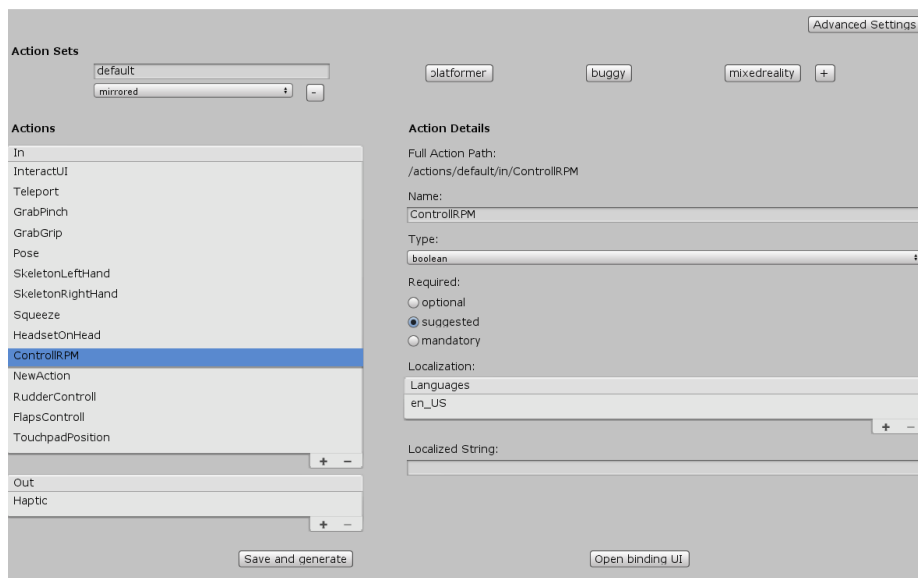 Advanced Settings
Action Sets
default
platformer
buggy
mixedreality
+
mirrored
-
Actions
In
InteractUI
Teleport
GrabPinch
GrabGrip
Pose
SkeletonLeftHand
SkeletonRightHand
Squeeze
HeadsetOnHead
ControllRPM
NewAction
RudderControll
FlapsControll
TouchpadPosition
+ −
Out
Haptic
+ −
Save and generate
Action Details
Full Action Path:
/actions/default/in/ControllRPM
Name:
ControllRPM
Type:
boolean
Required:
optional
suggested
mandatory
Localization:
Languages
en_US
+ −
Localized String:
Open binding UI